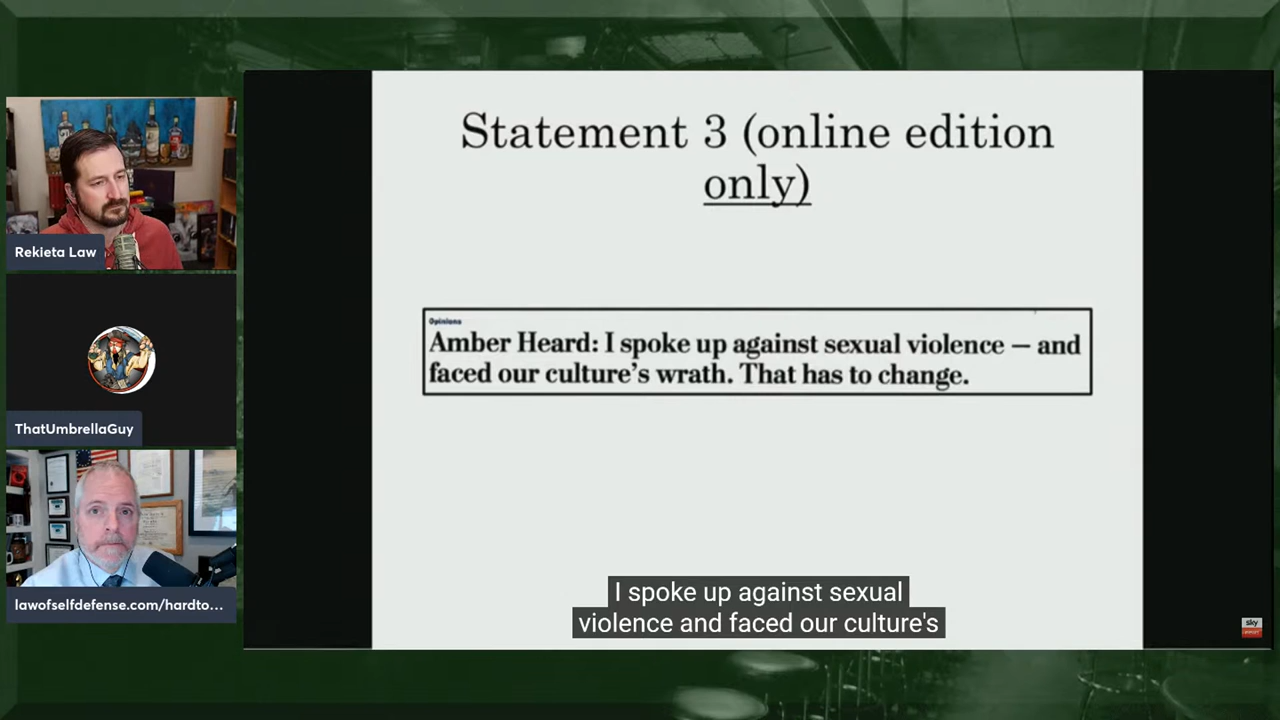 Statement 3 (online edition
only)
Opinions
Amber Heard: I spoke up against sexual violence — and
faced our culture's wrath. That has to change.
I spoke up against sexual
violence and faced our culture's
Rekieta Law
ThatUmbrellaGuy
lawofselfdefense.com/hardto...
sky